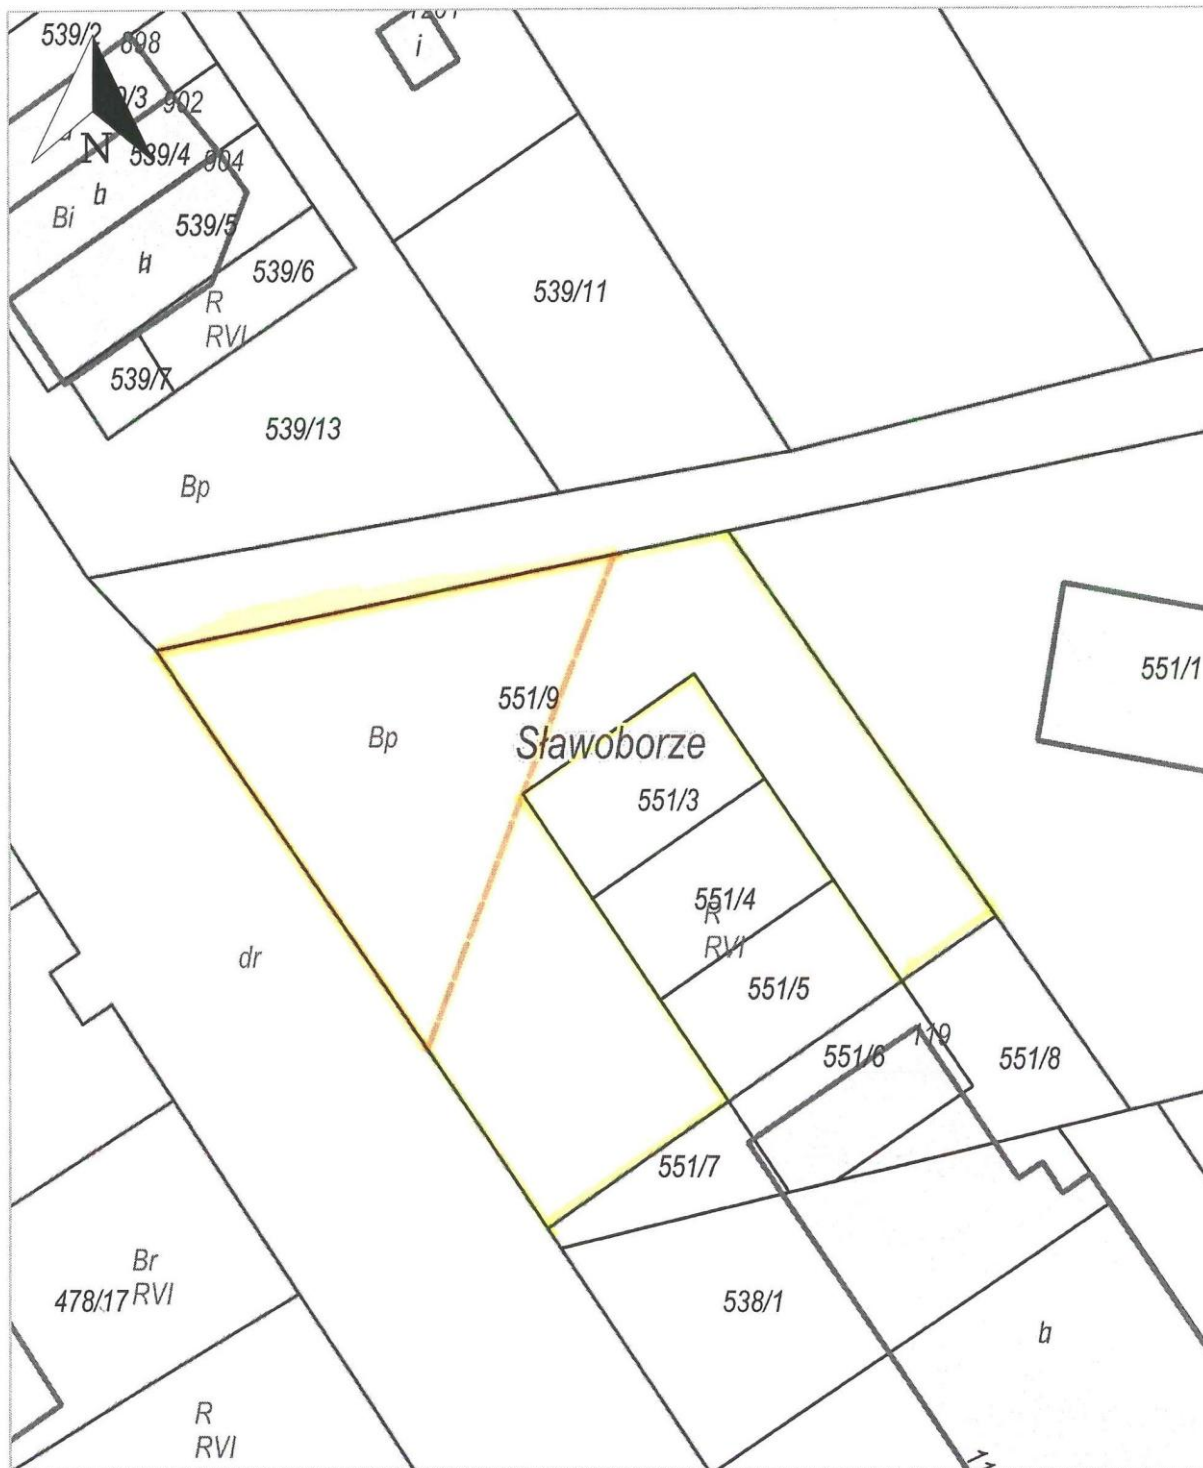 539/2 898
i
902
N 539/4 904
b
Bi
539/5
539/6
R
RVI
539/7
539/11
539/13
Bp
551/9
551/1
Bp
Sławoborze
551/3
551/4
R
RVI
dr
551/5
119
551/6
551/8
551/7
Br
RVI
478/17
538/1
b
R
RVI